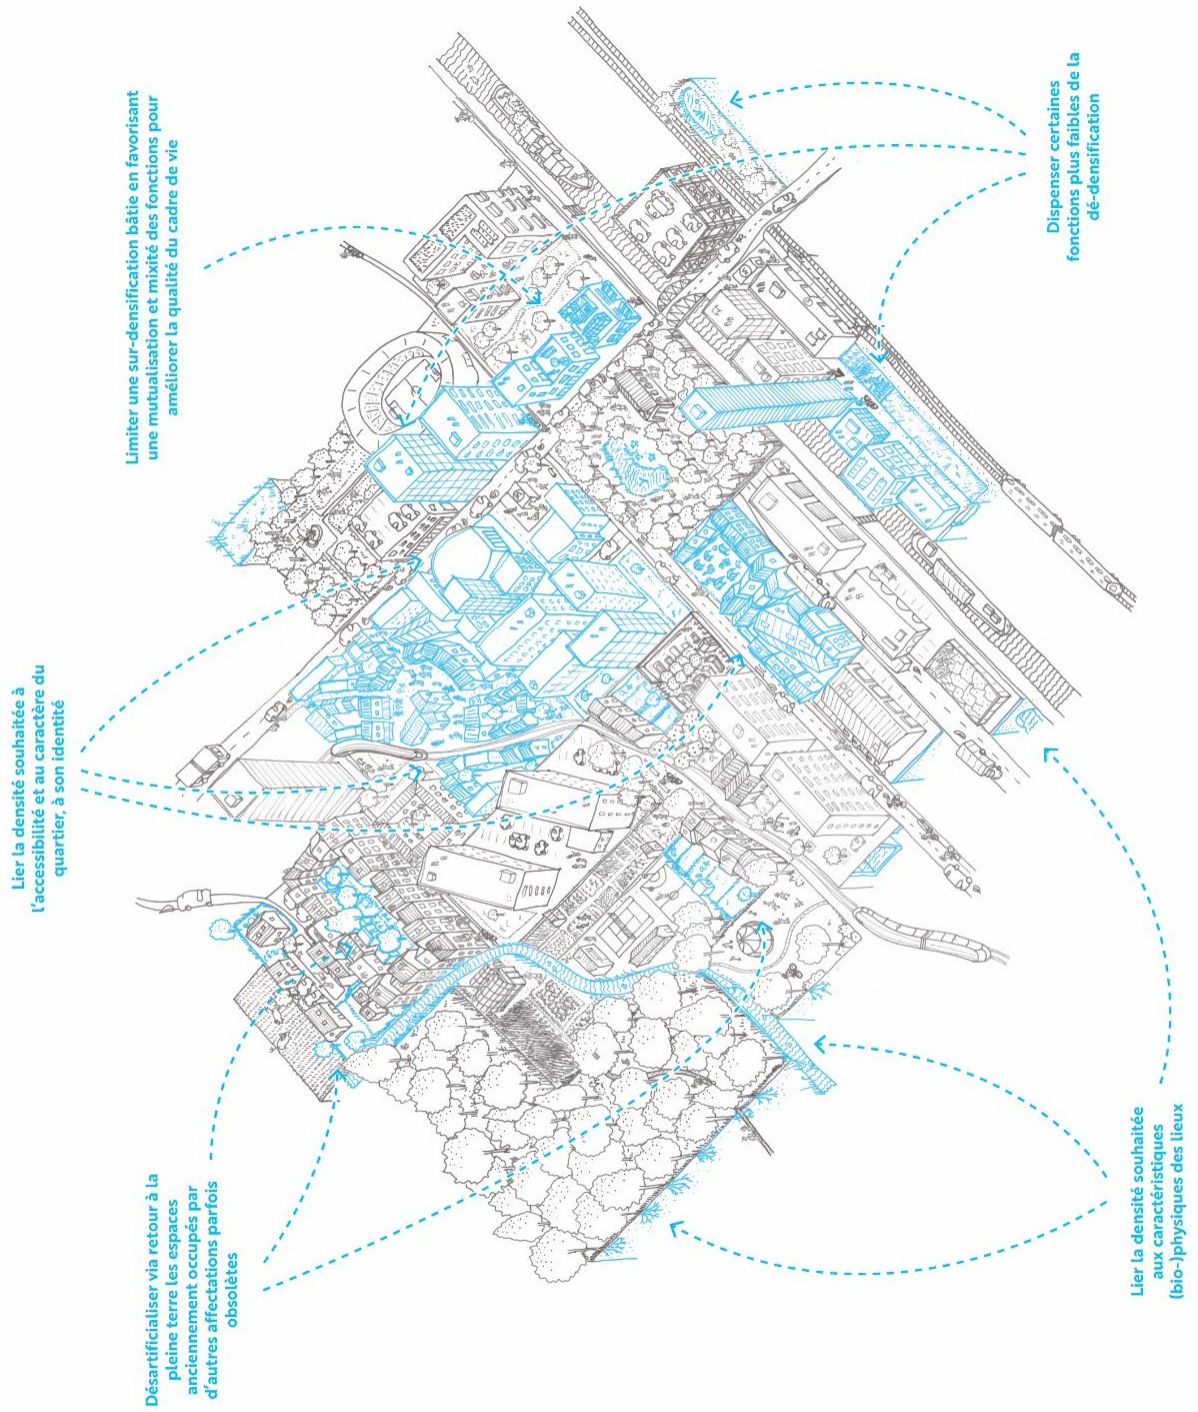 Désartificialiser via retour à la
pleine terre les espaces
anciennement occupés par
d'autres affectations parfois
obsolètes
Lier la densité souhaitée à
l'accessibilité et au caractère du
quartier, à son identité
Limiter une sur-densification bâtie en favorisant
une mutualisation et mixité des fonctions pour
améliorer la qualité du cadre de vie
Lier la densité souhaitée
aux caractéristiques
(bio-)physiques des lieux
Dispenser certaines
fonctions plus faibles de la
dé-densification